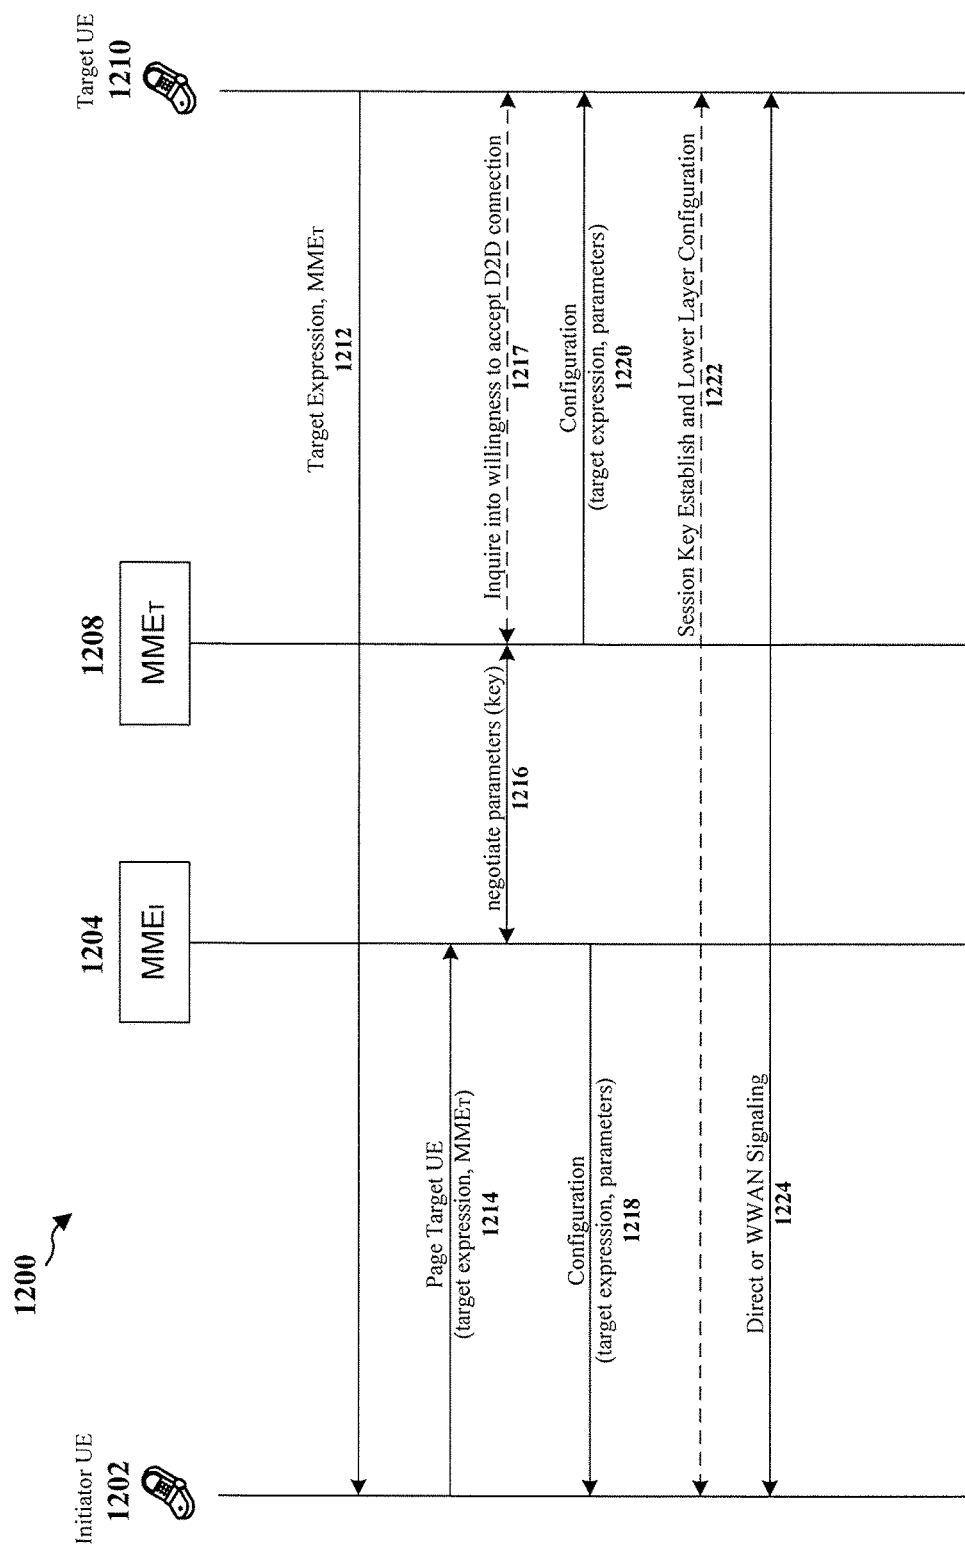 1200
Initiator UE
1202
1204
MMEI
1208
MMET
Target UE
1210
Target Expression, MMET
1212
Page Target UE
(target expression, MMET)
1214
negotiate parameters (key)
1216
Inquire into willingness to accept D2D connection
1217
Configuration
(target expression, parameters)
1218
Configuration
(target expression, parameters)
1220
Session Key Establish and Lower Layer Configuration
1222
Direct or WWAN Signaling
1224